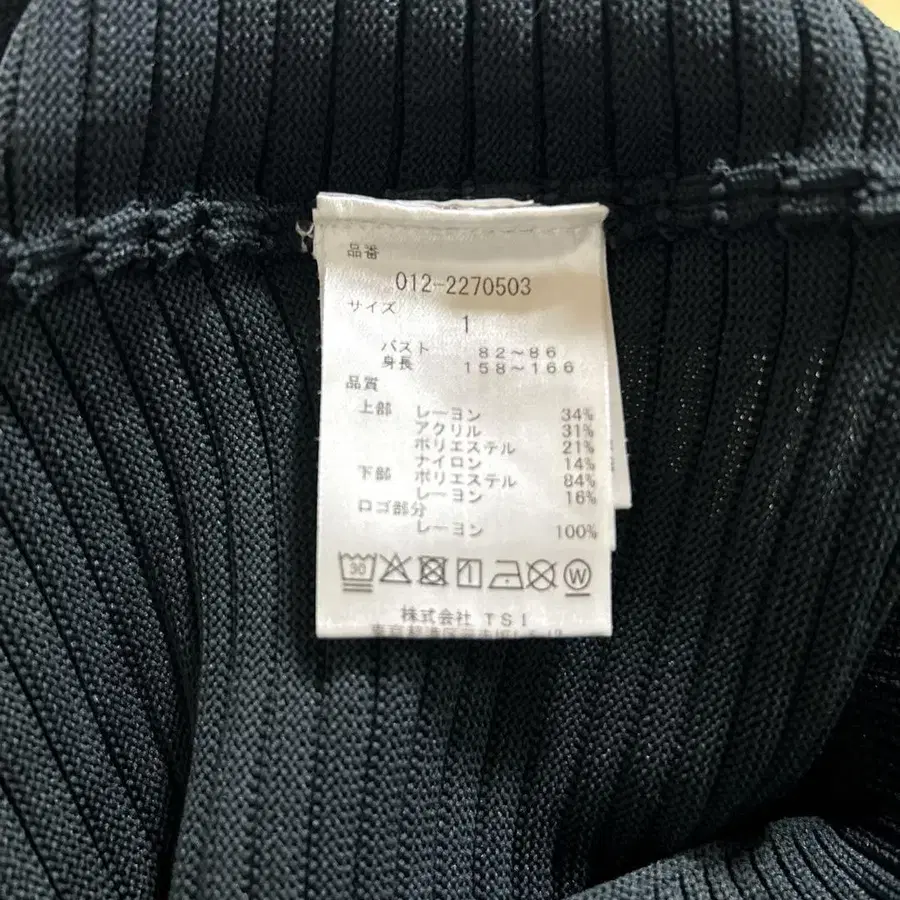 品番
012-2270503
サイズ
1
バスト 82～86
身長 158～166
品質
上部 レーヨン 34%
アクリル 31%
ポリエステル 21%
ナイロン 14%
下部 ポリエステル 84%
レーヨン 16%
ロゴ部分
レーヨン 100%
30
W
株式会社 TSI